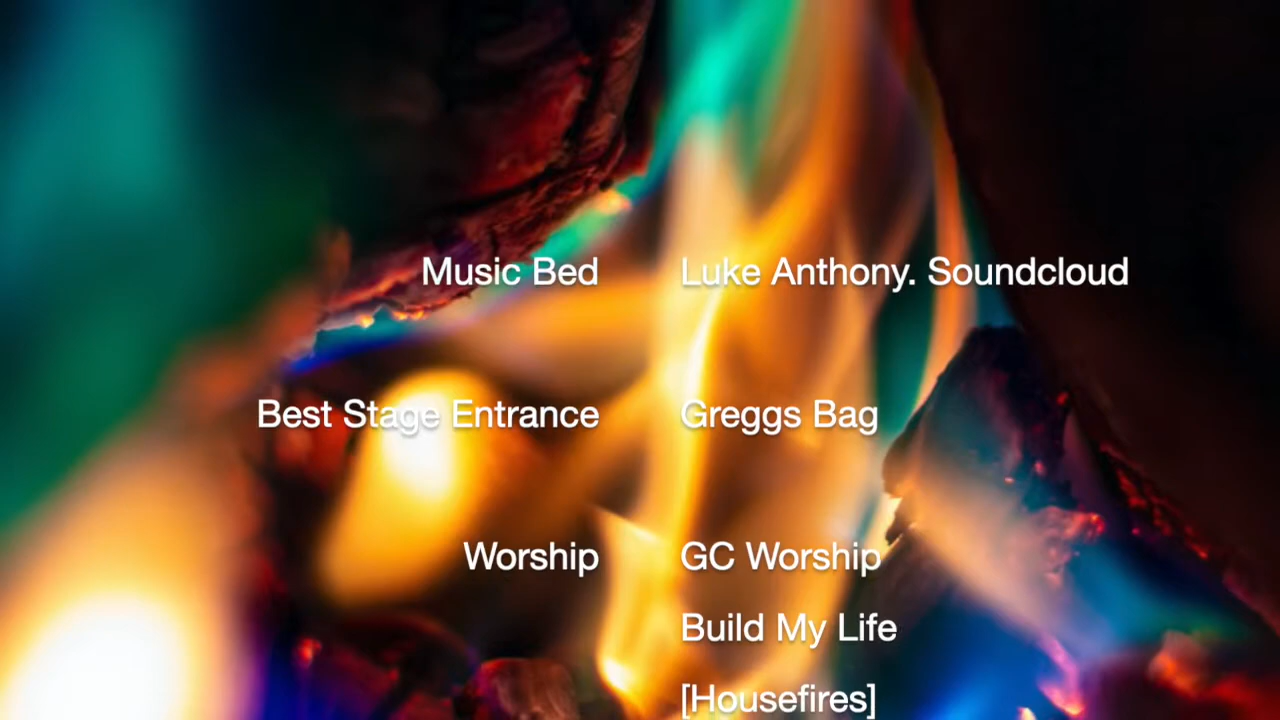 Music Bed Luke Anthony. Soundcloud
Best Stage Entrance Greggs Bag
Worship GC Worship
Build My Life
[Housefires]